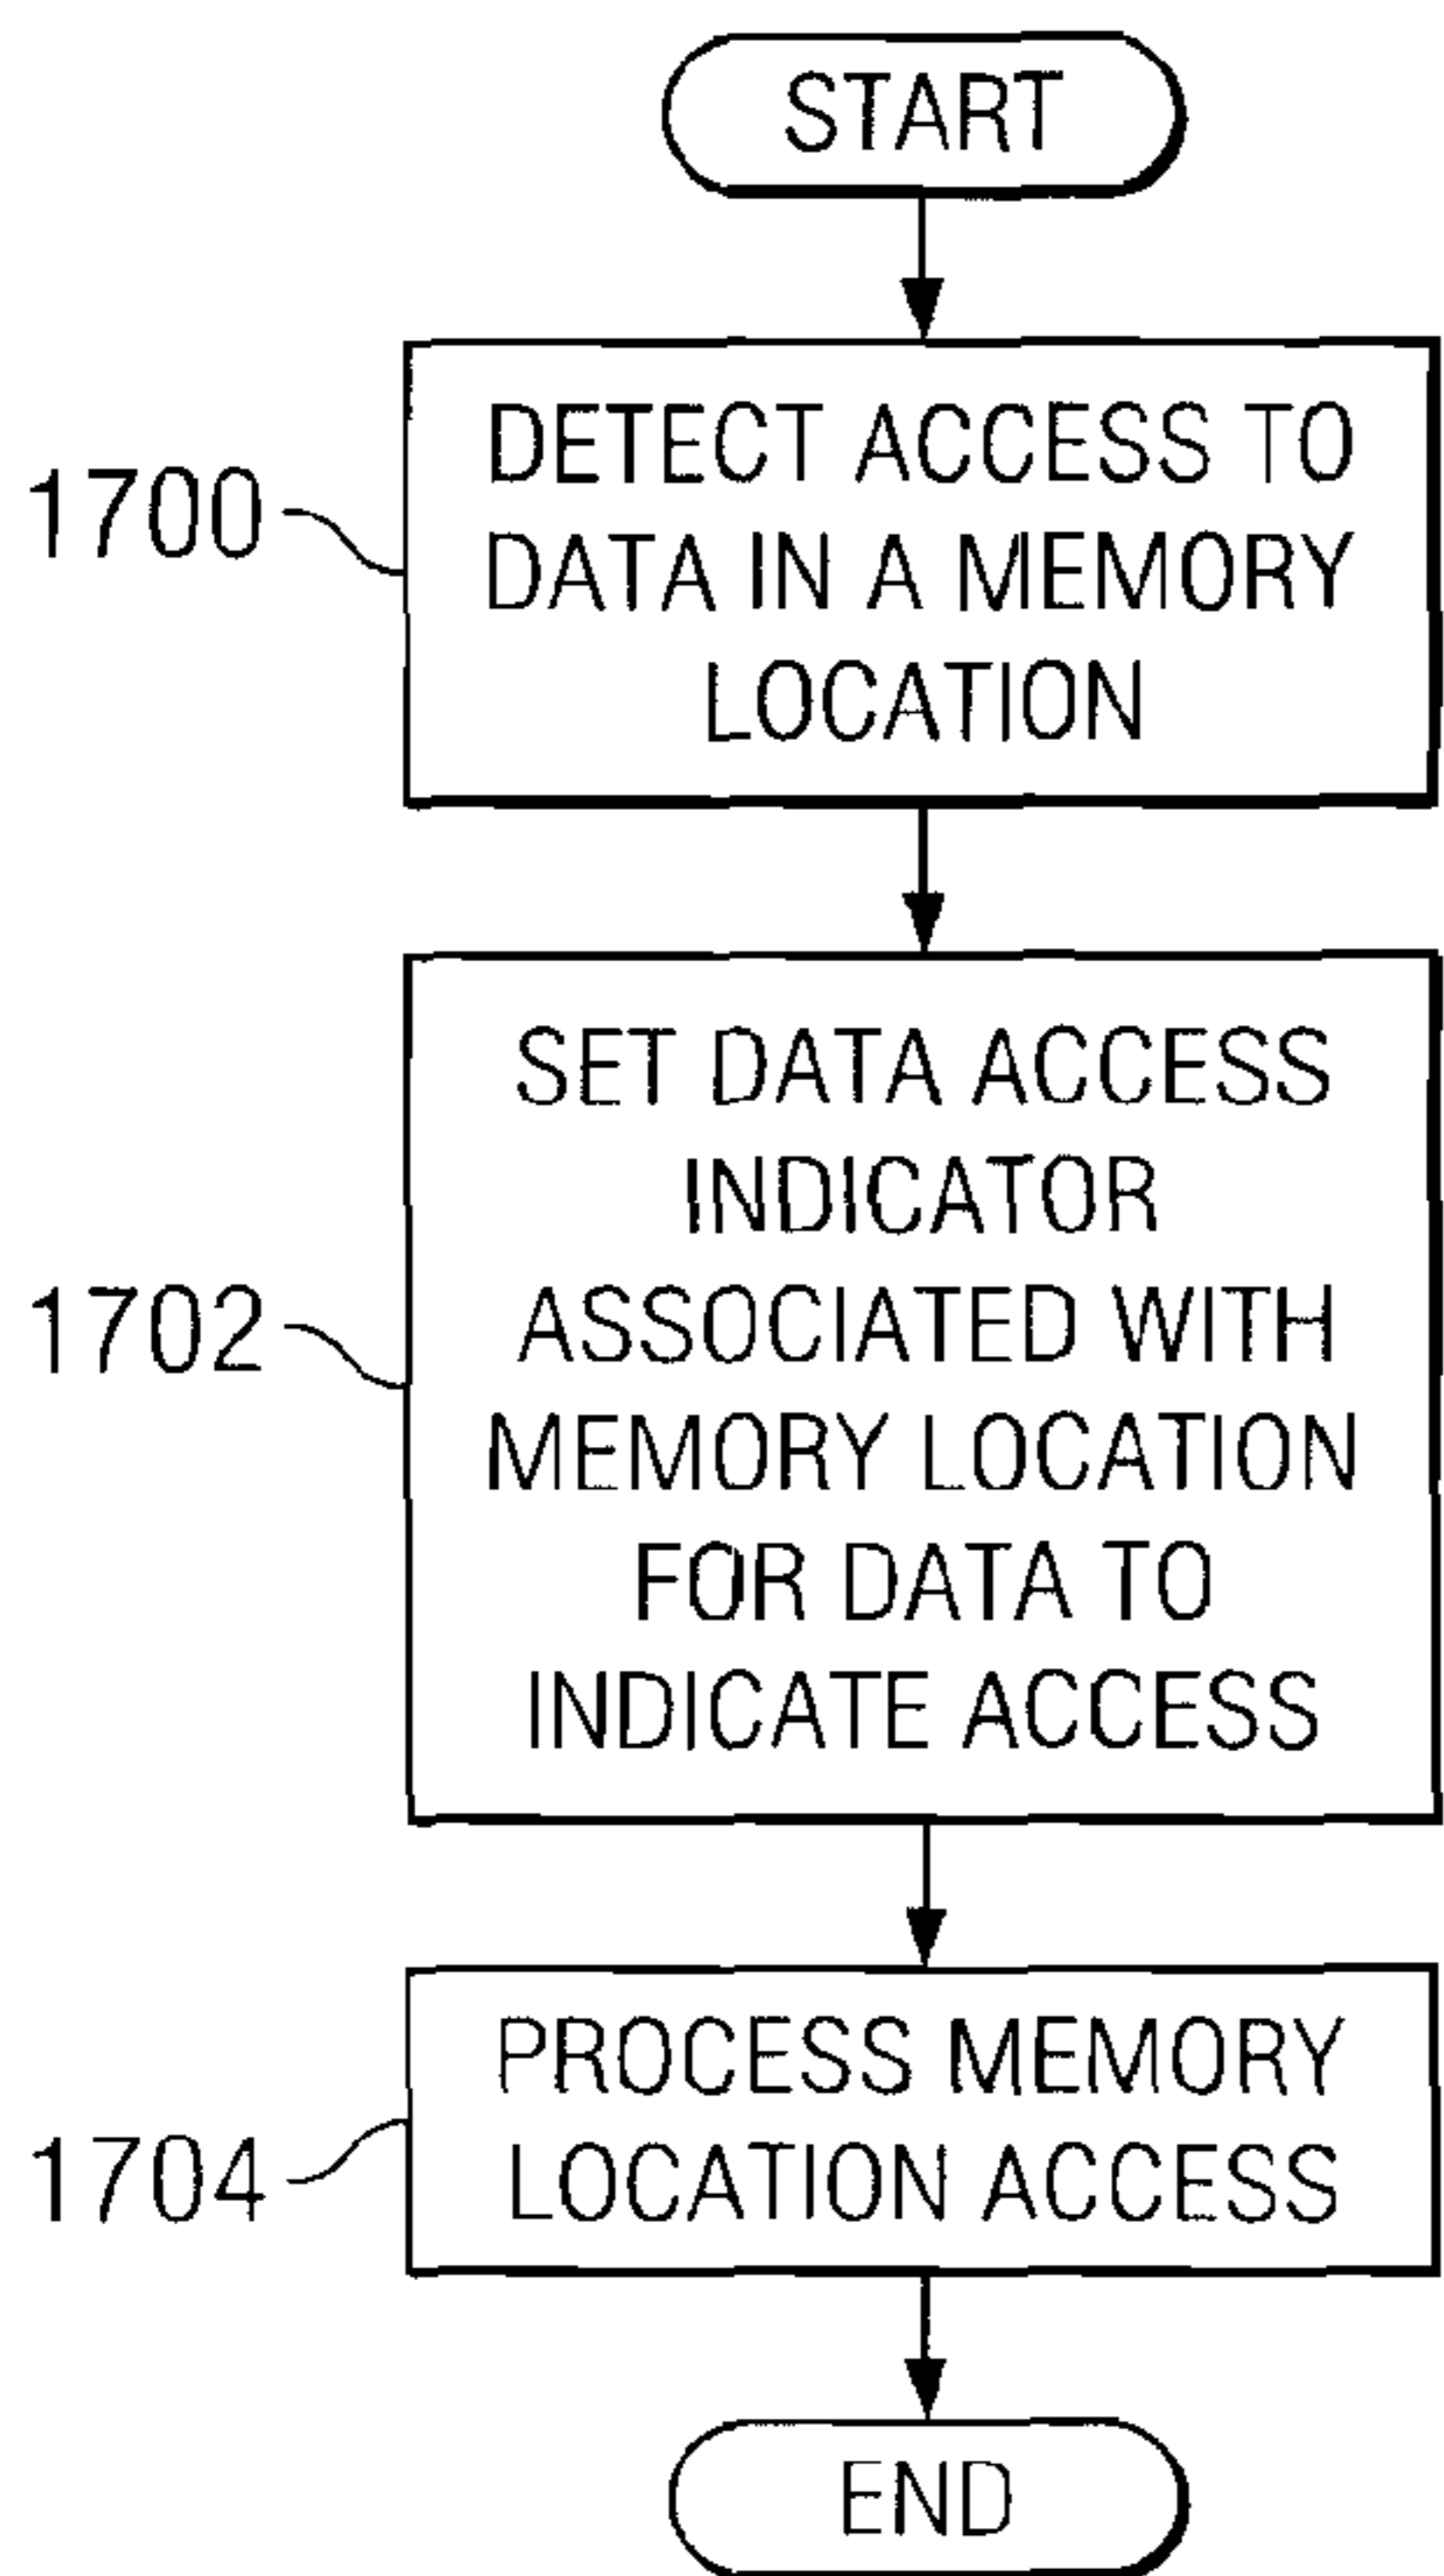 START
DETECT ACCESS TO
DATA IN A MEMORY
LOCATION
1700
SET DATA ACCESS
INDICATOR
ASSOCIATED WITH
MEMORY LOCATION
FOR DATA TO
INDICATE ACCESS
1702
PROCESS MEMORY
LOCATION ACCESS
1704
END